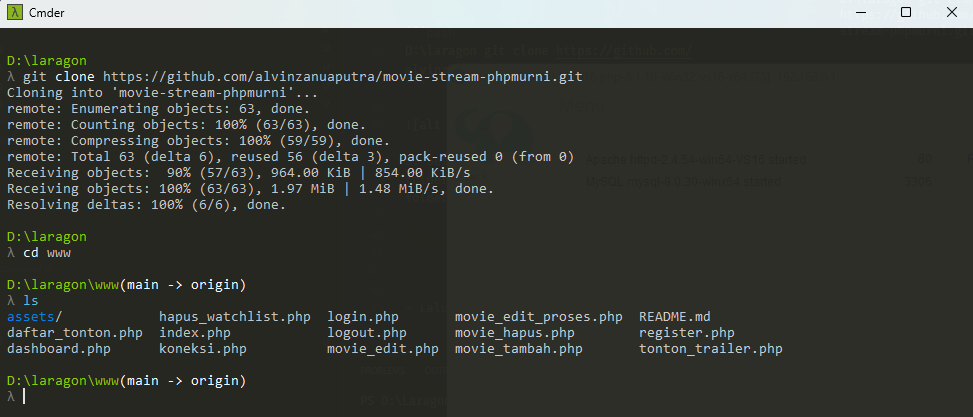 Cmder
D:\laragon
λ git clone https://github.com/alvinzanuaputra/movie-stream-phpmurni.git
Cloning into 'movie-stream-phpmurni'...
remote: Enumerating objects: 63, done.
remote: Counting objects: 100% (63/63), done.
remote: Compressing objects: 100% (59/59), done.
remote: Total 63 (delta 6), reused 56 (delta 3), pack-reused 0 (from 0)
Receiving objects:  90% (57/63), 964.00 KiB | 854.00 KiB/s
Receiving objects: 100% (63/63), 1.97 MiB | 1.48 MiB/s, done.
Resolving deltas: 100% (6/6), done.
D:\laragon
λ cd www
D:\laragon\www(main -> origin)
λ ls
assets/ hapus_watchlist.php login.php movie_edit_proses.php README.md
daftar_tonton.php index.php logout.php movie_hapus.php register.php
dashboard.php koneksi.php movie_edit.php movie_tambah.php tonton_trailer.php
D:\laragon\www(main -> origin)
λ